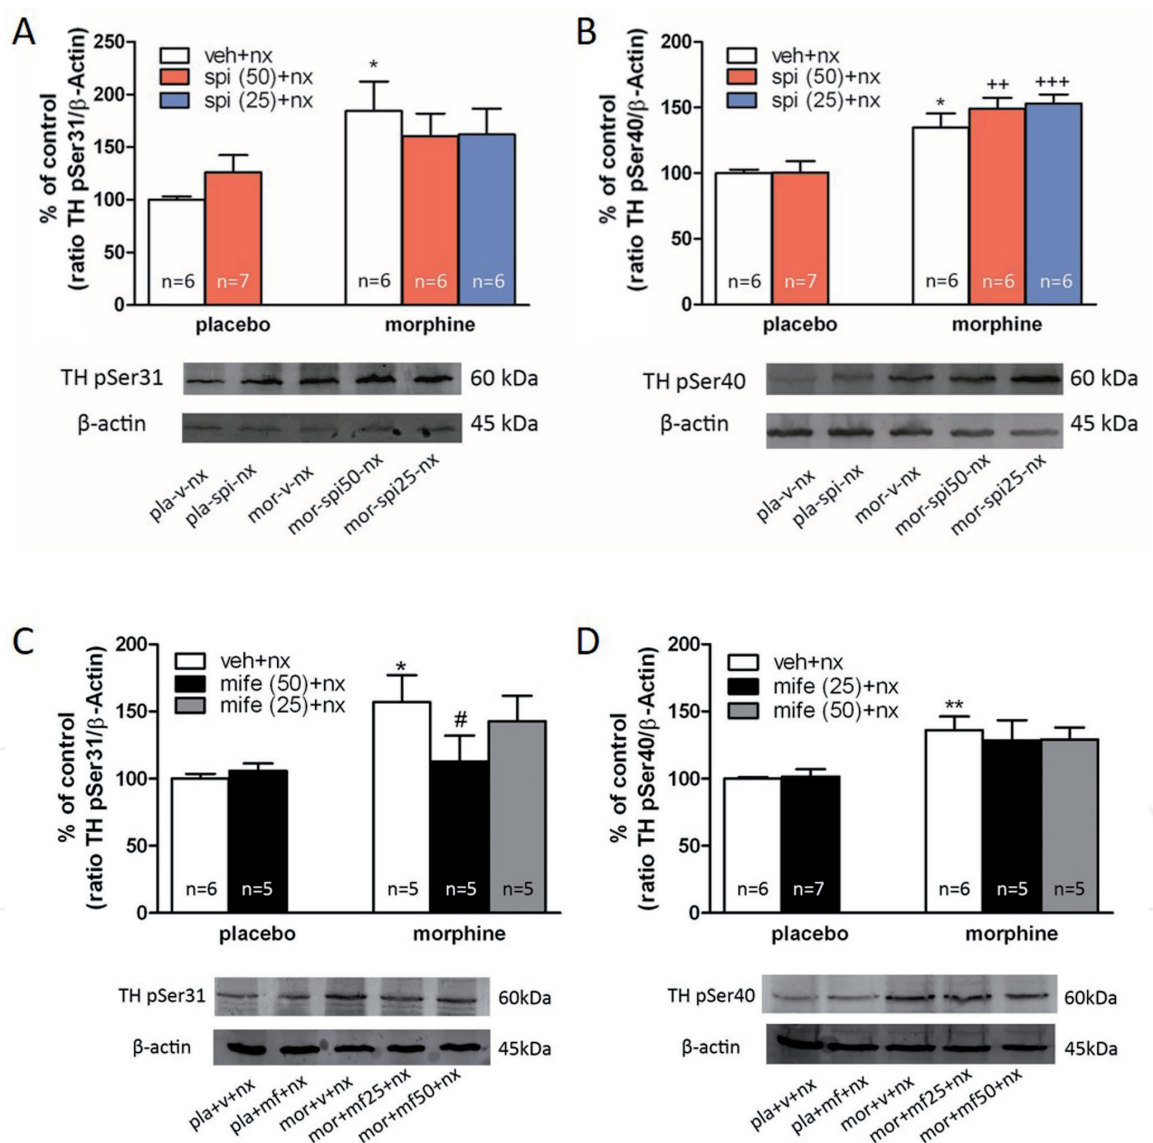 A
% of control
(ratio TH pSer31/β-Actin)
250
200
150
100
50
0
veh+nx
spi (50)+nx
spi (25)+nx
*
n=6
n=7
n=6
n=6
n=6
placebo
morphine
TH pSer31
60 kDa
β-actin
45 kDa
pla-v-nx
pla-spi-nx
mor-v-nx
mor-spi50-nx
mor-spi25-nx
B
% of control
(ratio TH pSer40/β-Actin)
200
150
100
50
0
veh+nx
spi (50)+nx
spi (25)+nx
*
++
+++
n=6
n=7
n=6
n=6
n=6
placebo
morphine
TH pSer40
60 kDa
β-actin
45 kDa
pla-v-nx
pla-spi-nx
mor-v-nx
mor-spi50-nx
mor-spi25-nx
C
% of control
(ratio TH pSer31/β-Actin)
200
150
100
50
0
veh+nx
mife (50)+nx
mife (25)+nx
*
#
n=6
n=5
n=5
n=5
n=5
placebo
morphine
TH pSer31
60kDa
β-actin
45kDa
pla+v+nx
pla+mf+nx
mor+v+nx
mor+mf25+nx
mor+mf50+nx
D
% of control
(ratio TH pSer40/β-Actin)
200
150
100
50
0
veh+nx
mife (25)+nx
mife (50)+nx
**
n=6
n=7
n=6
n=5
n=5
placebo
morphine
TH pSer40
60kDa
β-actin
45kDa
pla+v+nx
pla+mf+nx
mor+v+nx
mor+mf25+nx
mor+mf50+nx